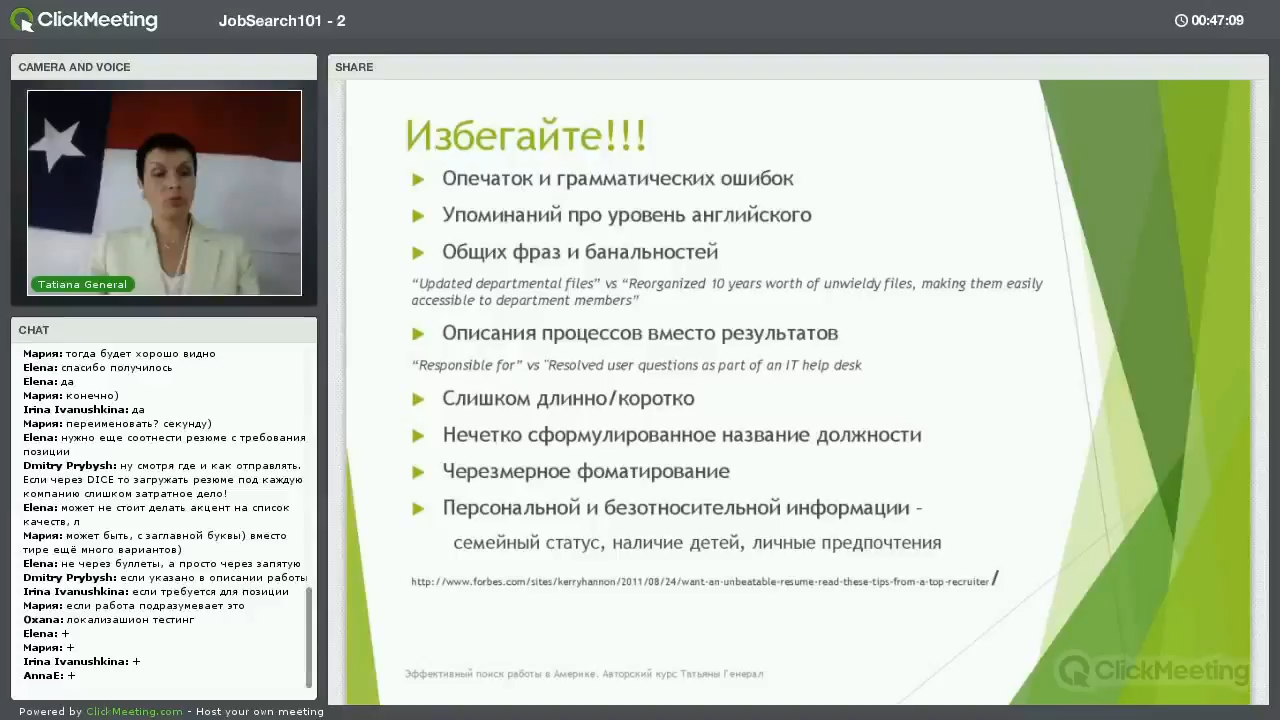 ClickMeeting
JobSearch101 - 2
00:47:09
CAMERA AND VOICE
Tatiana General
CHAT
Мария: тогда будет хорошо видно
Elena: спасибо получилось
Elena: да
Мария: конечно)
Irina Ivanushkina: да
Мария: переименовать? секунду)
Elena: нужно еще соотнести резюме с требования
позиции
Dmitry Prybysh: ну смотря где и как отправлять.
Если через DICE то загружать резюме под каждую
компанию слишком затратное дело!
Elena: может не стоит делать акцент на список
качеств, л
Мария: может быть, с заглавной буквы) вместо
тире ещё много вариантов)
Elena: не через буллеты, а просто через запятую
Dmitry Prybysh: если указано в описании работы
Irina Ivanushkina: если требуется для позиции
Мария: если работа подразумевает это
Oxana: локализашион тестинг
Elena: +
Мария: +
Irina Ivanushkina: +
AnnaE: +
Powered by ClickMeeting.com - Host your own meeting
SHARE
Избегайте!!!
Опечаток и грамматических ошибок
Упоминаний про уровень английского
Общих фраз и банальностей
“Updated departmental files” vs “Reorganized 10 years worth of unwieldy files, making them easily
accessible to department members”
Описания процессов вместо результатов
“Responsible for” vs "Resolved user questions as part of an IT help desk
Слишком длинно/коротко
Нечетко сформулированное название должности
Черезмерное фоматирование
Персональной и безотносительной информации -
семейный статус, наличие детей, личные предпочтения
http://www.forbes.com/sites/kerryhannon/2011/08/24/want-an-unbeatable-resume-read-these-tips-from-a-top-recruiter/
Эффективный поиск работы в Америке. Авторский курс Татьяны Генерал
ClickMeeting